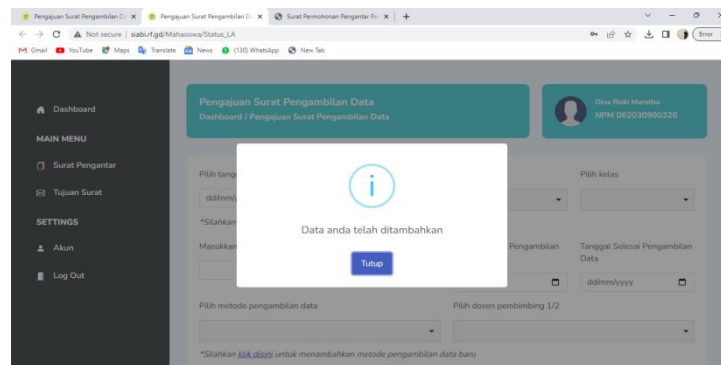 Pengajuan Surat Pengambilan D
Pengajuan Surat Pengambilan D
Surat Permohonan Pengantar Pe
Not secure
siabi.rf.gd/Mahasiswa/Status_LA
Error
Gmail
YouTube
Maps
Translate
News
(130) WhatsApp
New Tab
Dashboard
MAIN MENU
Surat Pengantar
Tujuan Surat
SETTINGS
Akun
Log Out
Pengajuan Surat Pengambilan Data
Dashboard / Pengajuan Surat Pengambilan Data
Dina Rizki Marotha
NPM 062030900326
Pilih tangg
Pilih kelas
dd/mm/y
*Silahkan
Data anda telah ditambahkan
Tutup
Masukkan
Pengambilan
Tanggal Selesai Pengambilan
Data
dd/mm/yyyy
Pilih metode pengambilan data
Pilih dosen pembimbing 1/2
*Silahkan klik disini untuk menambahkan metode pengambilan data baru